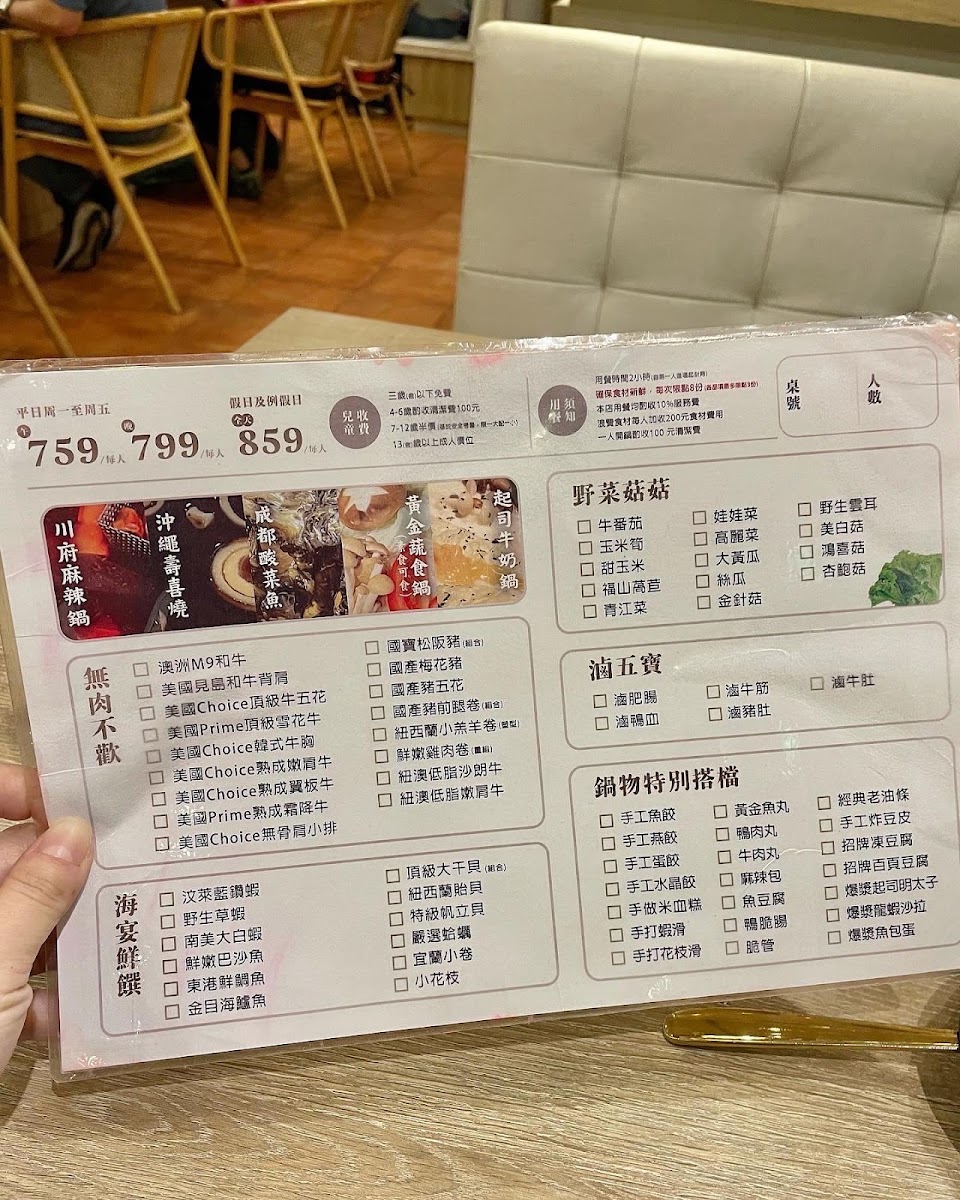 平日周一至周五
假日及例假日
午 759/每人 晚 799/每人 全天 859/每人
兒童收費
三歲(含)以下免費
4-6歲酌收清潔費100元
7-12歲半價
13(含)歲以上成人價位
用餐須知
用餐時間2小時
確保食材新鮮，每次限點8份
本店用餐均酌收10%服務費
浪費食材每人加收200元食材費用
一人開鍋酌收100 元清潔費
桌號
人數
川府麻辣鍋
沖繩壽喜燒
成都酸菜魚
黃金蔬食鍋(素食可食)
起司牛奶鍋
無肉不歡
澳洲M9和牛
美國見島和牛背肩
美國Choice頂級牛五花
美國Prime頂級雪花牛
美國Choice韓式牛胸
美國Choice熟成嫩肩牛
美國Choice熟成翼板牛
美國Prime熟成霜降牛
美國Choice無骨肩小排
國寶松阪豬(組合)
國產梅花豬
國產豬五花
國產豬前腿卷(組合)
紐西蘭小羔羊卷(塑型)
鮮嫩雞肉卷(重組)
紐澳低脂沙朗牛
紐澳低脂嫩肩牛
海宴鮮饌
汶萊藍鑽蝦
野生草蝦
南美大白蝦
鮮嫩巴沙魚
東港鮮鯛魚
金目海鱸魚
頂級大干貝(組合)
紐西蘭貽貝
特級帆立貝
嚴選蛤蠣
宜蘭小卷
小花枝
野菜菇菇
牛番茄
玉米筍
甜玉米
福山萵苣
青江菜
娃娃菜
高麗菜
大黃瓜
絲瓜
金針菇
野生雲耳
美白菇
鴻喜菇
杏鮑菇
滷五寶
滷肥腸
滷鴨血
滷牛筋
滷豬肚
滷牛肚
鍋物特別搭檔
手工魚餃
手工燕餃
手工蛋餃
手工水晶餃
手做米血糕
手打蝦滑
手打花枝滑
黃金魚丸
鴨肉丸
牛肉丸
麻辣包
魚豆腐
鴨脆腸
脆管
經典老油條
手工炸豆皮
招牌凍豆腐
招牌百頁豆腐
爆漿起司明太子
爆漿龍蝦沙拉
爆漿魚包蛋